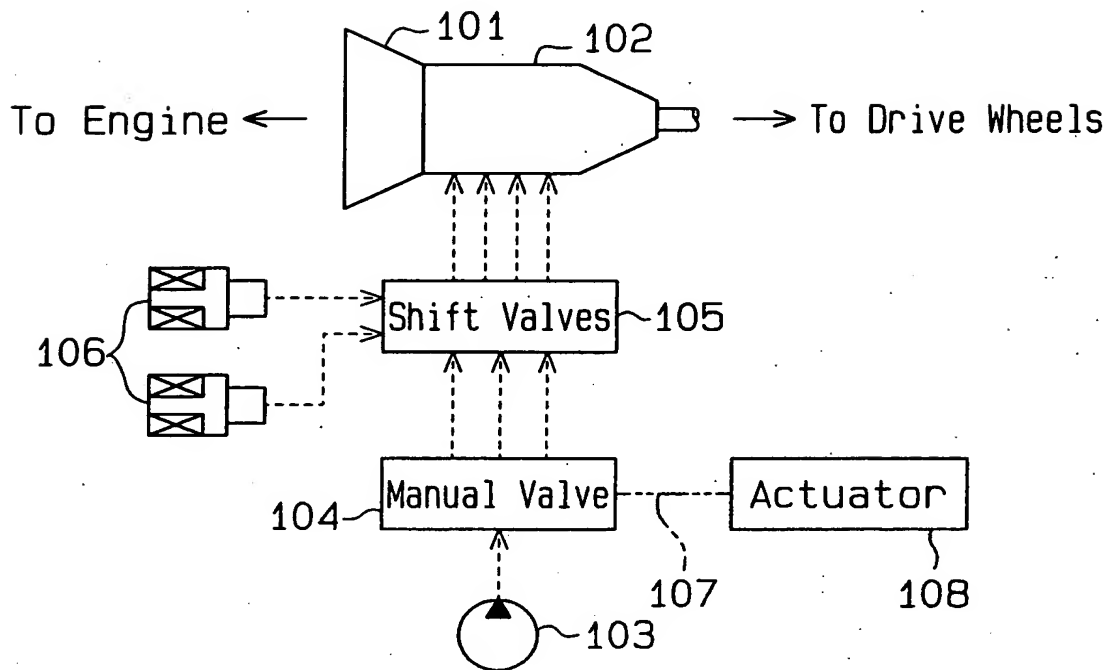 101
102
To Engine
To Drive Wheels
106
Shift Valves
105
Manual Valve
104
Actuator
107
108
103